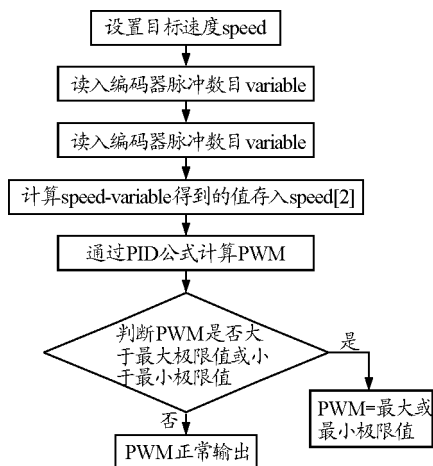 设置目标速度speed
读入编码器脉冲数目variable
读入编码器脉冲数目variable
计算speed-variable得到的值存入speed[2]
通过PID公式计算PWM
判断PWM是否大
于最大极限值或小
于最小极限值
是
PWM=最大或
最小极限值
否
PWM正常输出